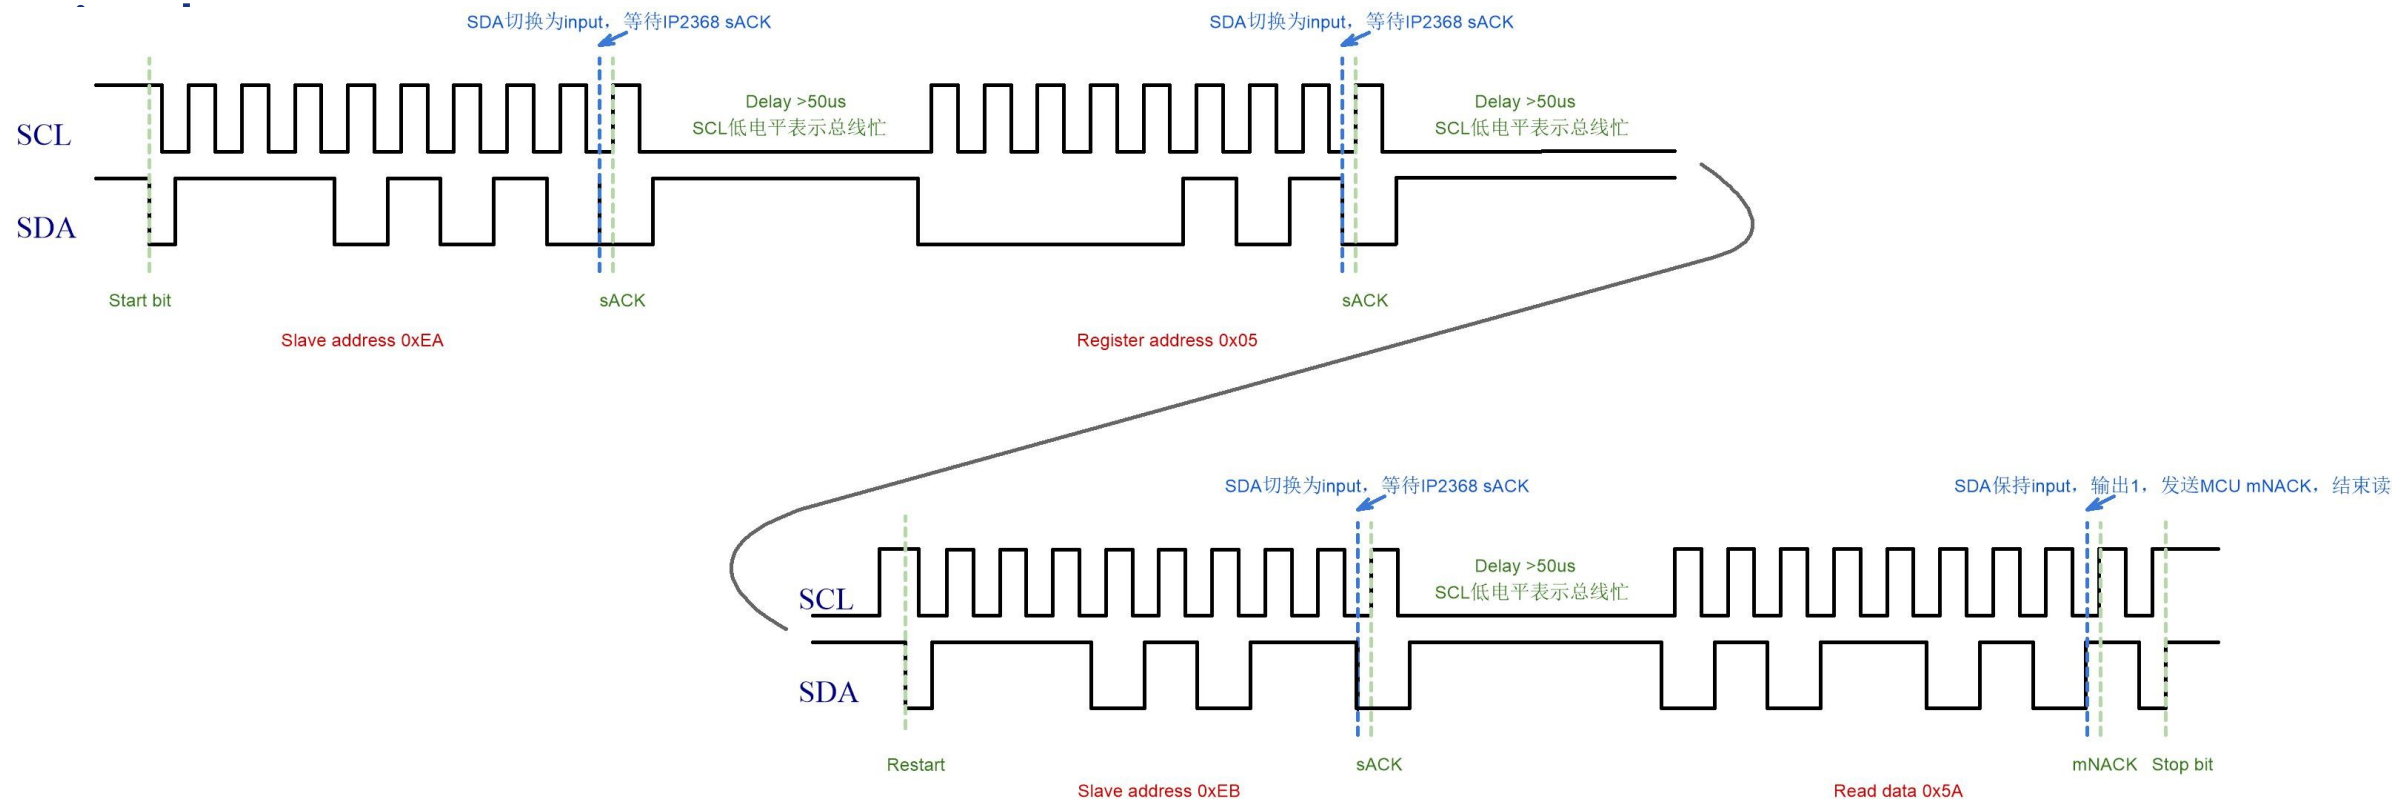 SDA切换为input，等待IP2368 sACK
SDA切换为input，等待IP2368 sACK
SCL
Delay >50us
SCL低电平表示总线忙
Delay >50us
SCL低电平表示总线忙
SDA
Start bit
sACK
sACK
Slave address 0xEA
Register address 0x05
SDA切换为input，等待IP2368 sACK
SDA保持input，输出1，发送MCU mNACK，结束读
SCL
Delay >50us
SCL低电平表示总线忙
SDA
Restart
sACK
mNACK
Stop bit
Slave address 0xEB
Read data 0x5A